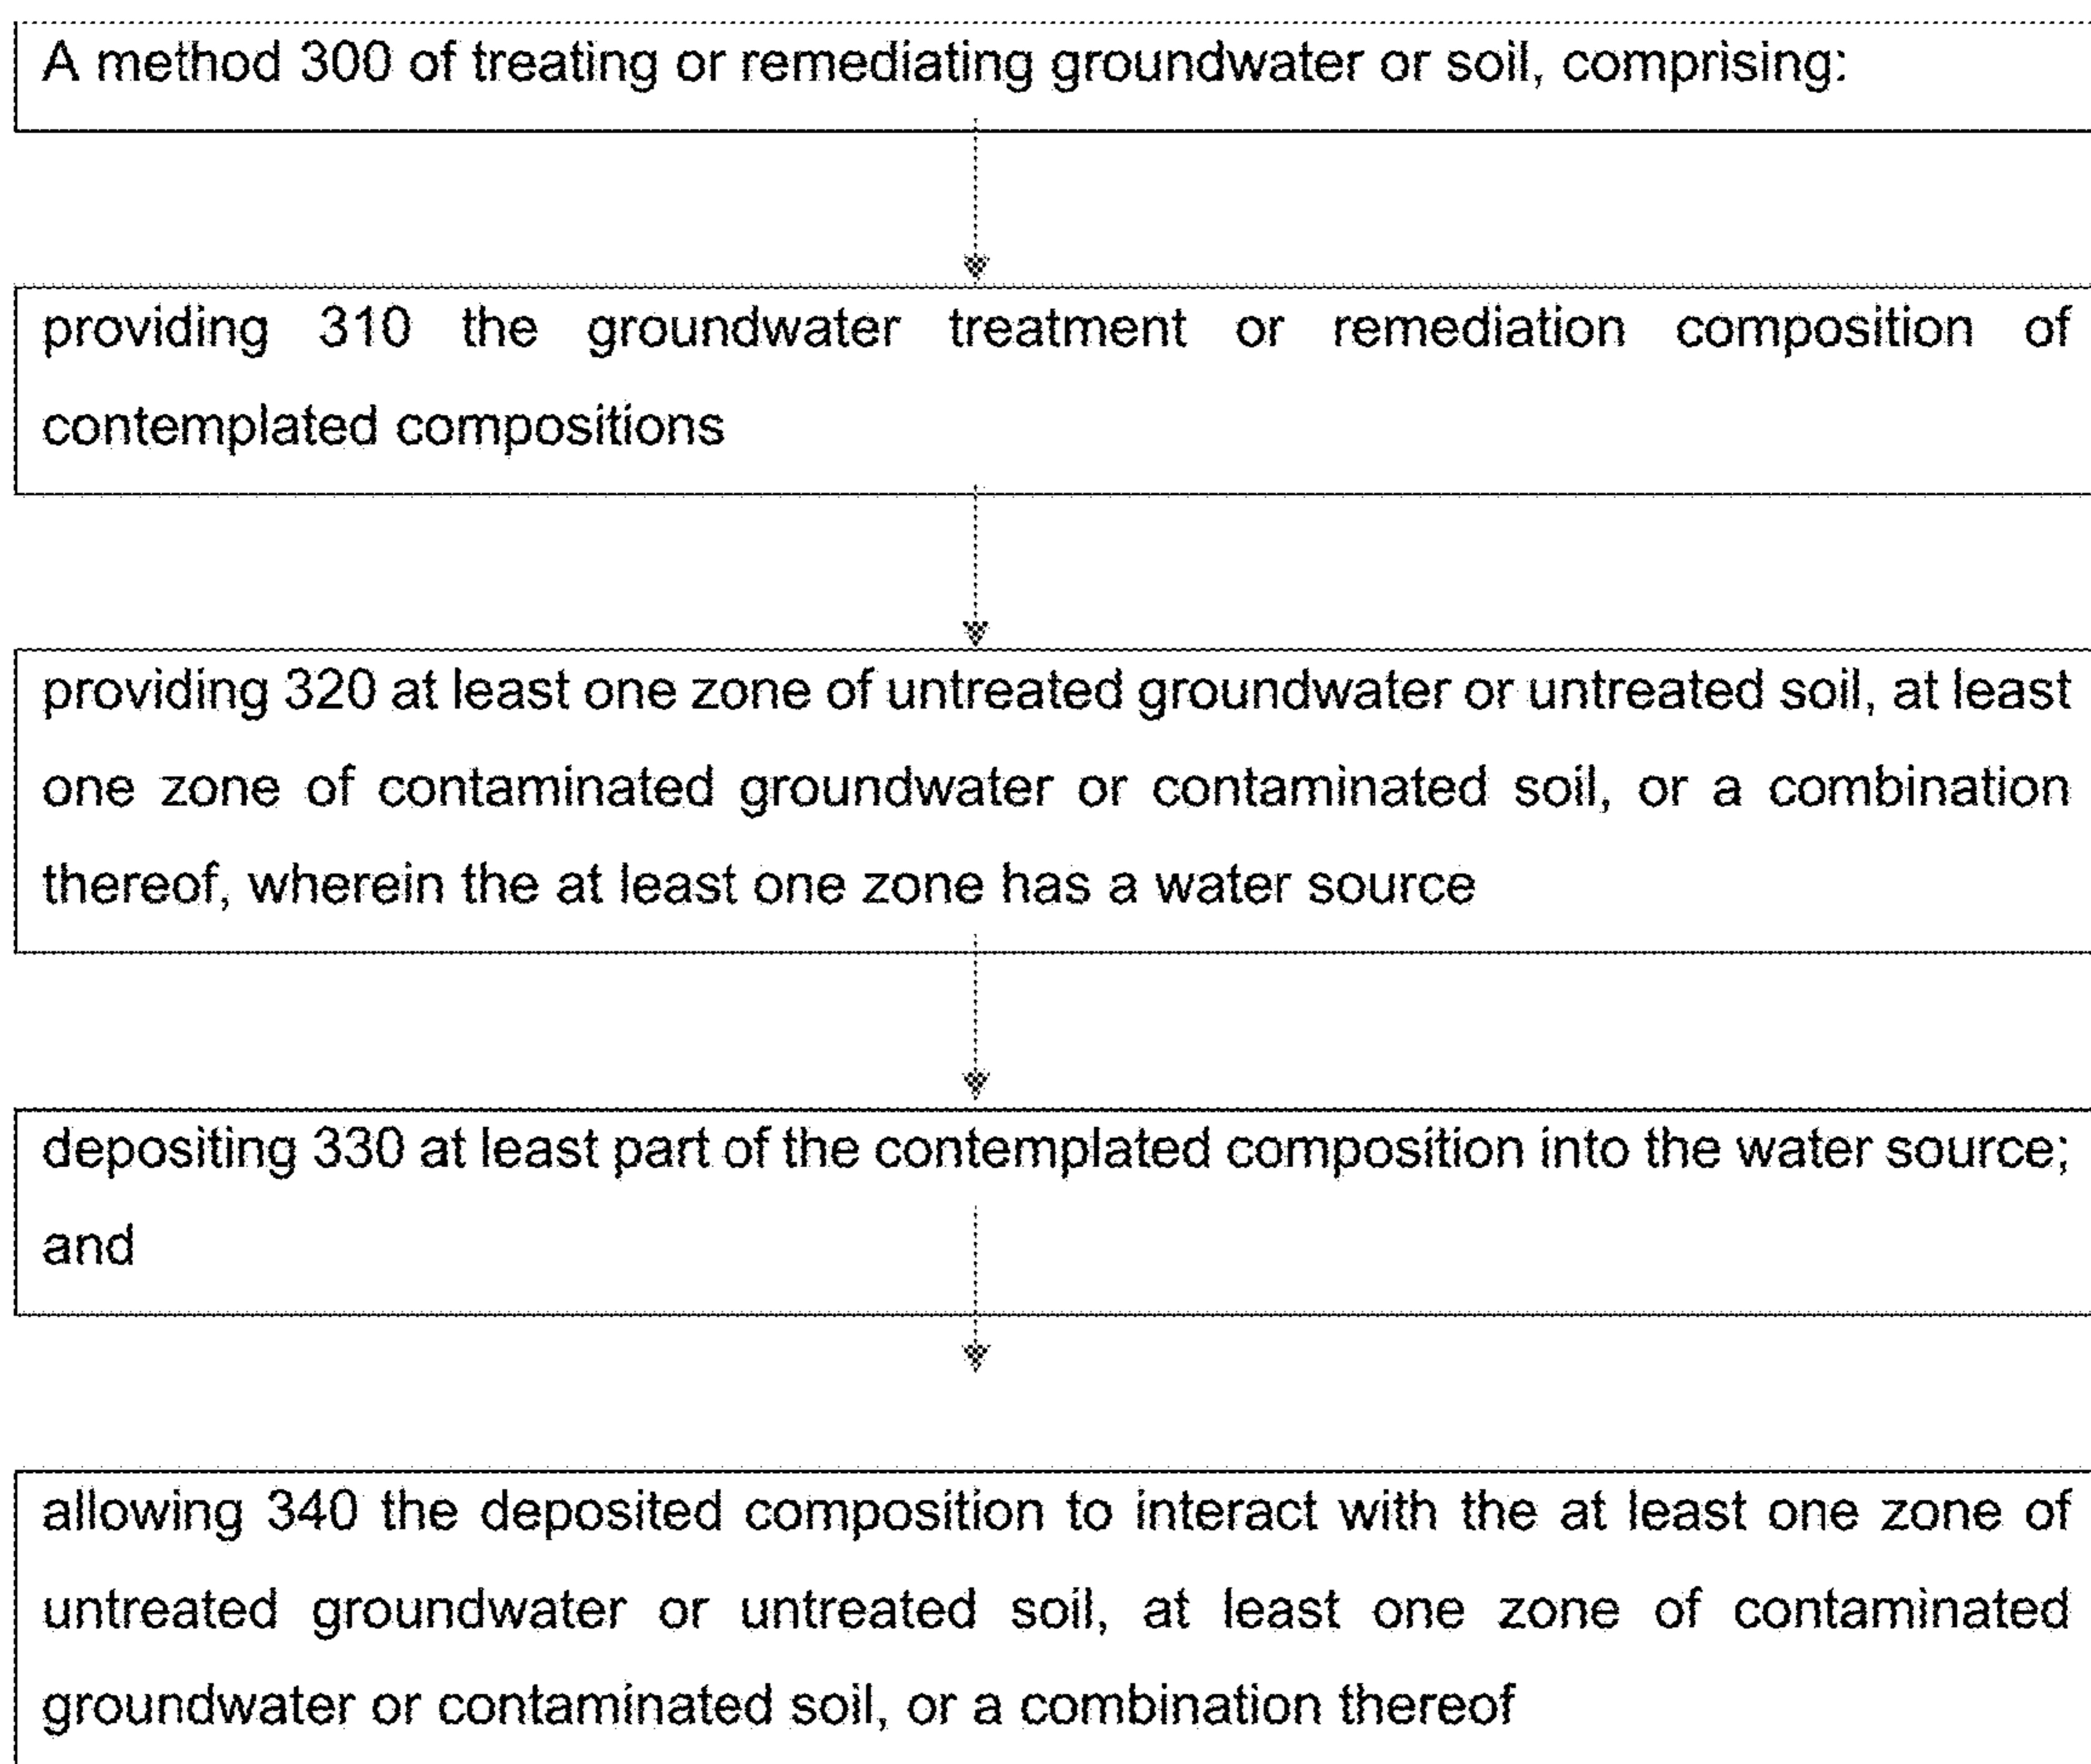 A method 300 of treating or remediating groundwater or soil, comprising:
providing 310 the groundwater treatment or remediation composition of
contemplated compositions
providing 320 at least one zone of untreated groundwater or untreated soil, at least
one zone of contaminated groundwater or contaminated soil, or a combination
thereof, wherein the at least one zone has a water source
depositing 330 at least part of the contemplated composition into the water source;
and
allowing 340 the deposited composition to interact with the at least one zone of
untreated groundwater or untreated soil, at least one zone of contaminated
groundwater or contaminated soil, or a combination thereof